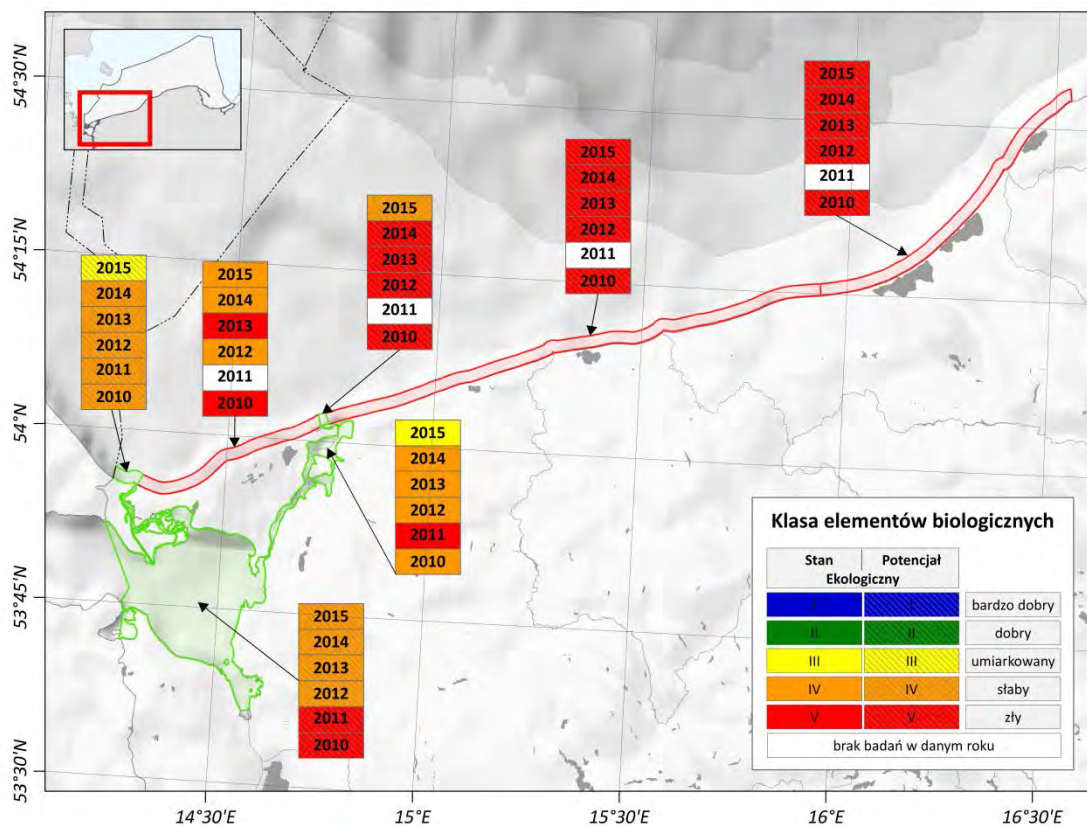 54°30'N
54°15'N
54°N
53°45'N
53°30'N
2015
2014
2013
2012
2011
2010
2015
2014
2013
2012
2011
2010
2015
2014
2013
2012
2011
2010
2015
2014
2013
2012
2011
2010
2015
2014
2013
2012
2011
2010
2015
2014
2013
2012
2011
2010
2015
2014
2013
2012
2011
2010
Klasa elementów biologicznych
Stan Potencjał
Ekologiczny
I I bardzo dobry
II II dobry
III III umiarkowany
IV IV słaby
V V zły
brak badań w danym roku
14°30'E 15°E 15°30'E 16°E 16°30'E